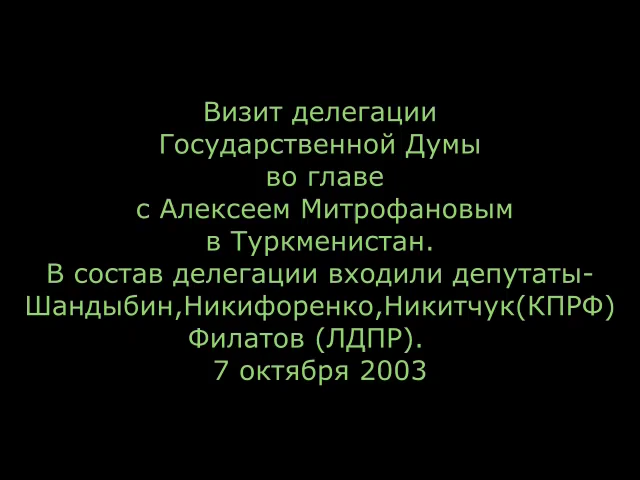 Визит делегации
Государственной Думы
во главе
с Алексеем Митрофановым
в Туркменистан.
В состав делегации входили депутаты-
Шандыбин,Никифоренко,Никитчук(КПРФ)
Филатов (ЛДПР).
7 октября 2003